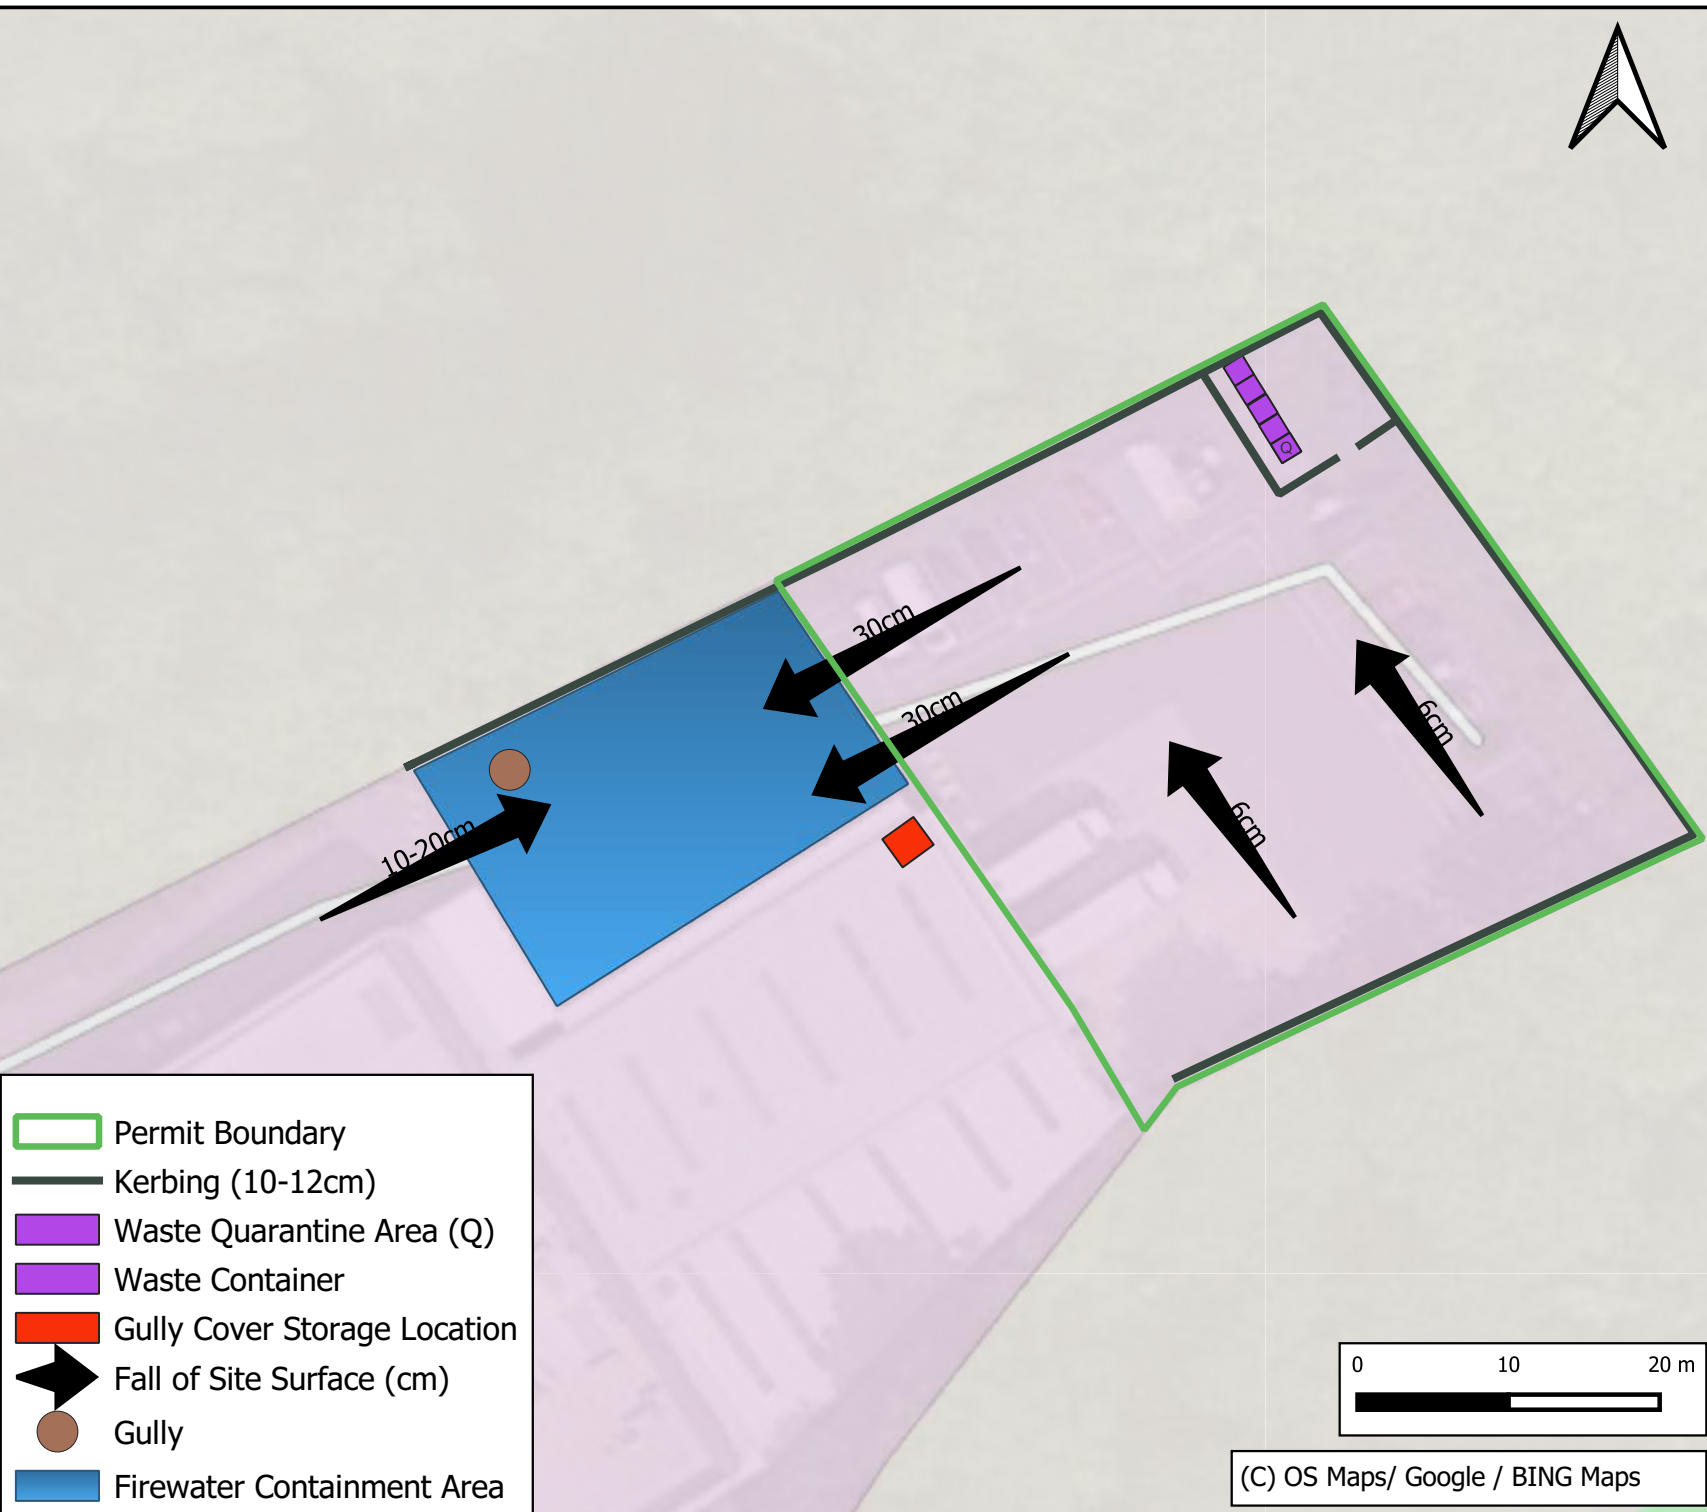 Q
30cm
30cm
6cm
6cm
10-20cm
Permit Boundary
Kerbing (10-12cm)
Waste Quarantine Area (Q)
Waste Container
Gully Cover Storage Location
Fall of Site Surface (cm)
Gully
Firewater Containment Area
0 10 20 m
(C) OS Maps/ Google / BING Maps